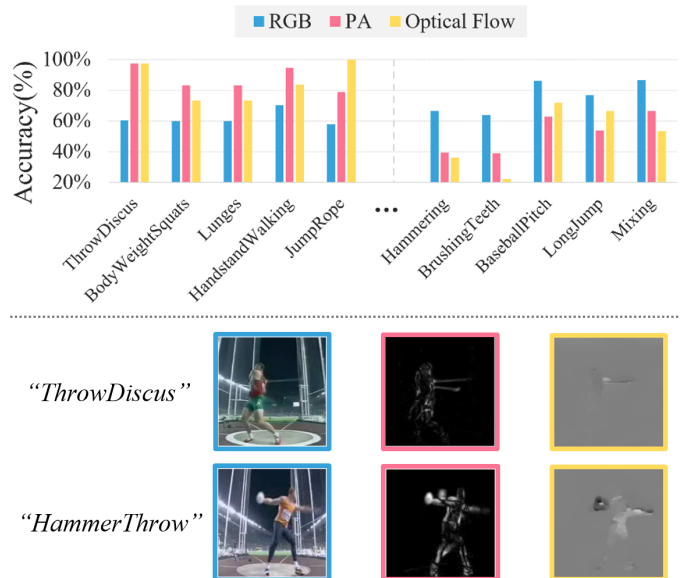 RGB PA Optical Flow
Accuracy(%)
100%
80%
60%
40%
20%
ThrowDiscus
BodyWeightSquats
Lunges
HandstandWalking
JumpRope
...
Hammering
BrushingTeeth
BaseballPitch
LongJump
Mixing
“ThrowDiscus”
“HammerThrow”